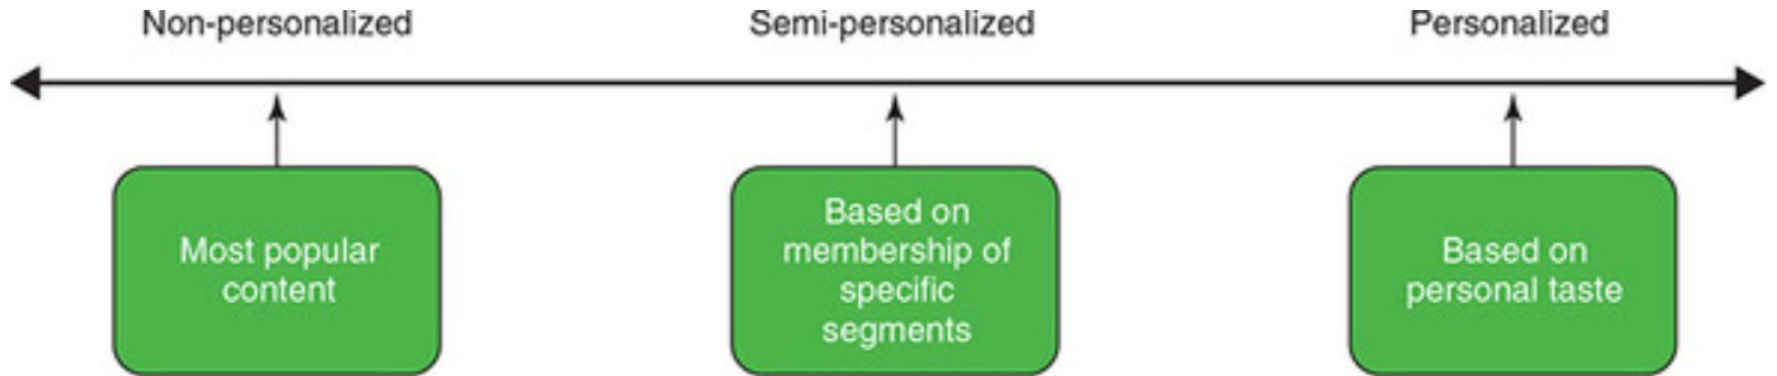 Non-personalized
Semi-personalized
Personalized
Most popular
content
Based on
membership of
specific
segments
Based on
personal taste